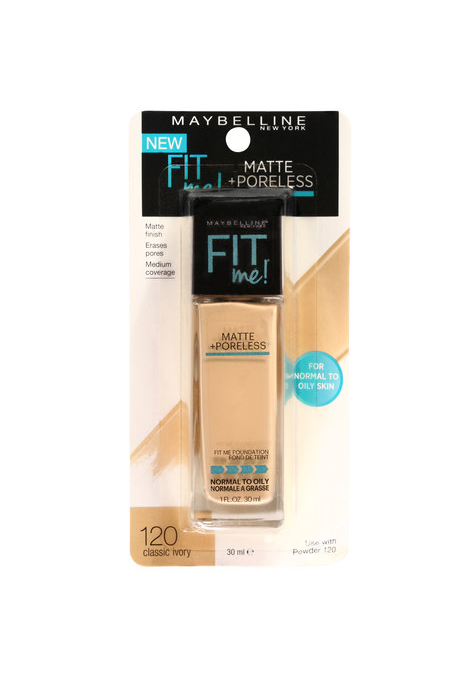 MAYBELLINE
NEW YORK
NEW
FIT
me!
MATTE
+PORELESS
Matte
finish
Erases
pores
Medium
coverage
MAYBELLINE
NEW YORK
FIT
me!
MATTE
+PORELESS
FOR
NORMAL TO
OILY SKIN
FIT ME FOUNDATION
FOND DE TEINT
NORMAL TO OILY
NORMALE A GRASSE
1 FL. OZ. 30 ml
120
classic ivory
30 ml ℮
Use with
Powder 120